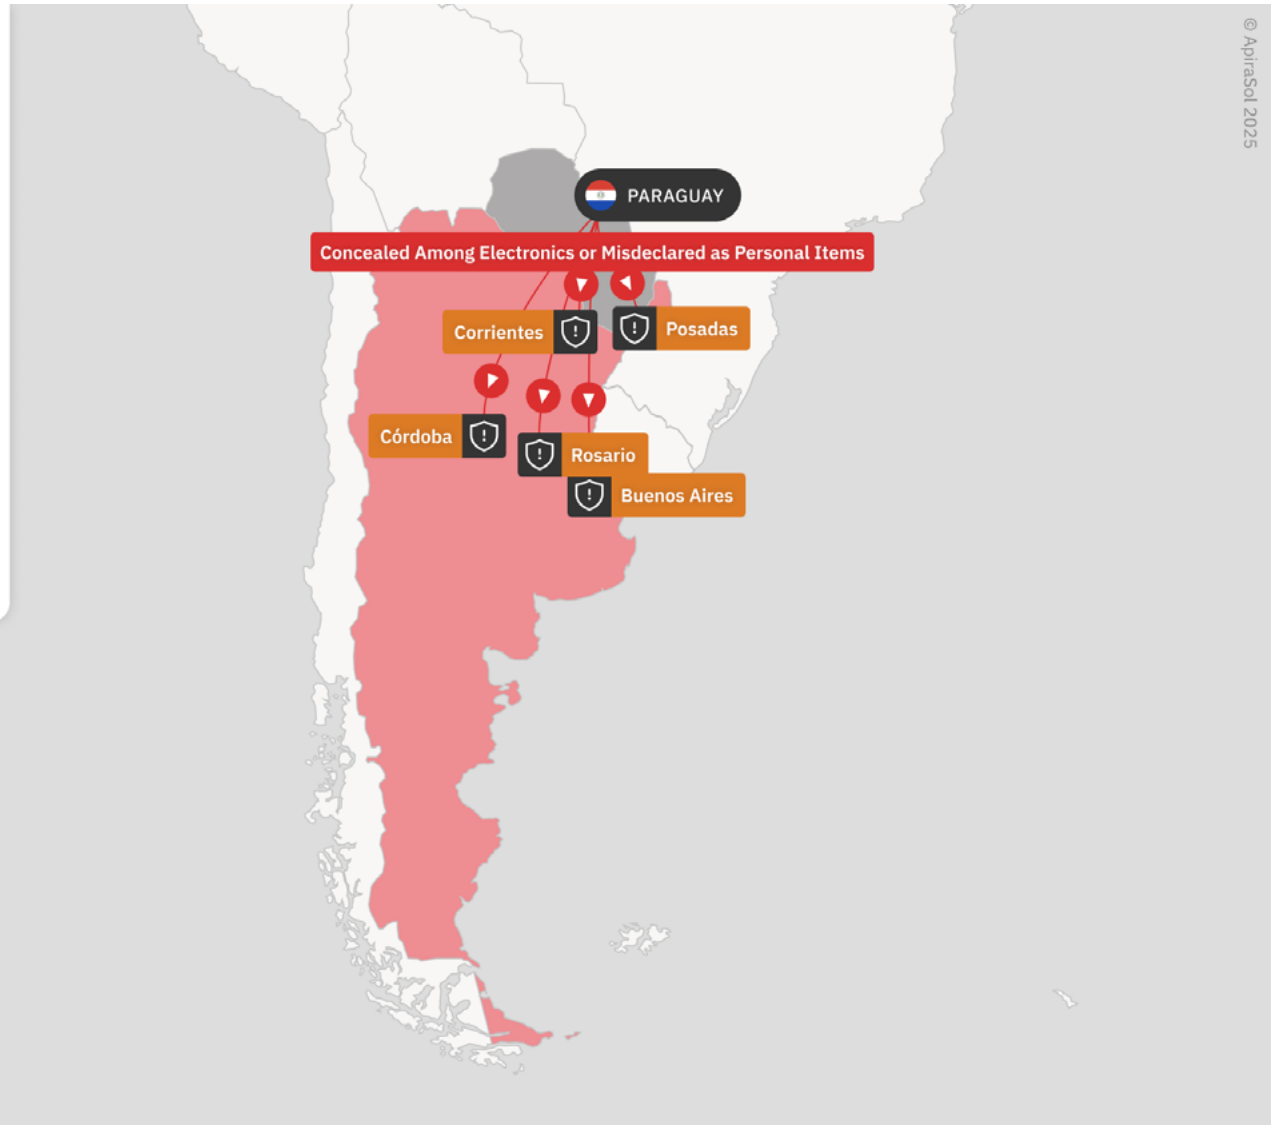 © ApiraSol 2025
PARAGUAY
Concealed Among Electronics or Misdeclared as Personal Items
Corrientes
Posadas
Córdoba
Rosario
Buenos Aires